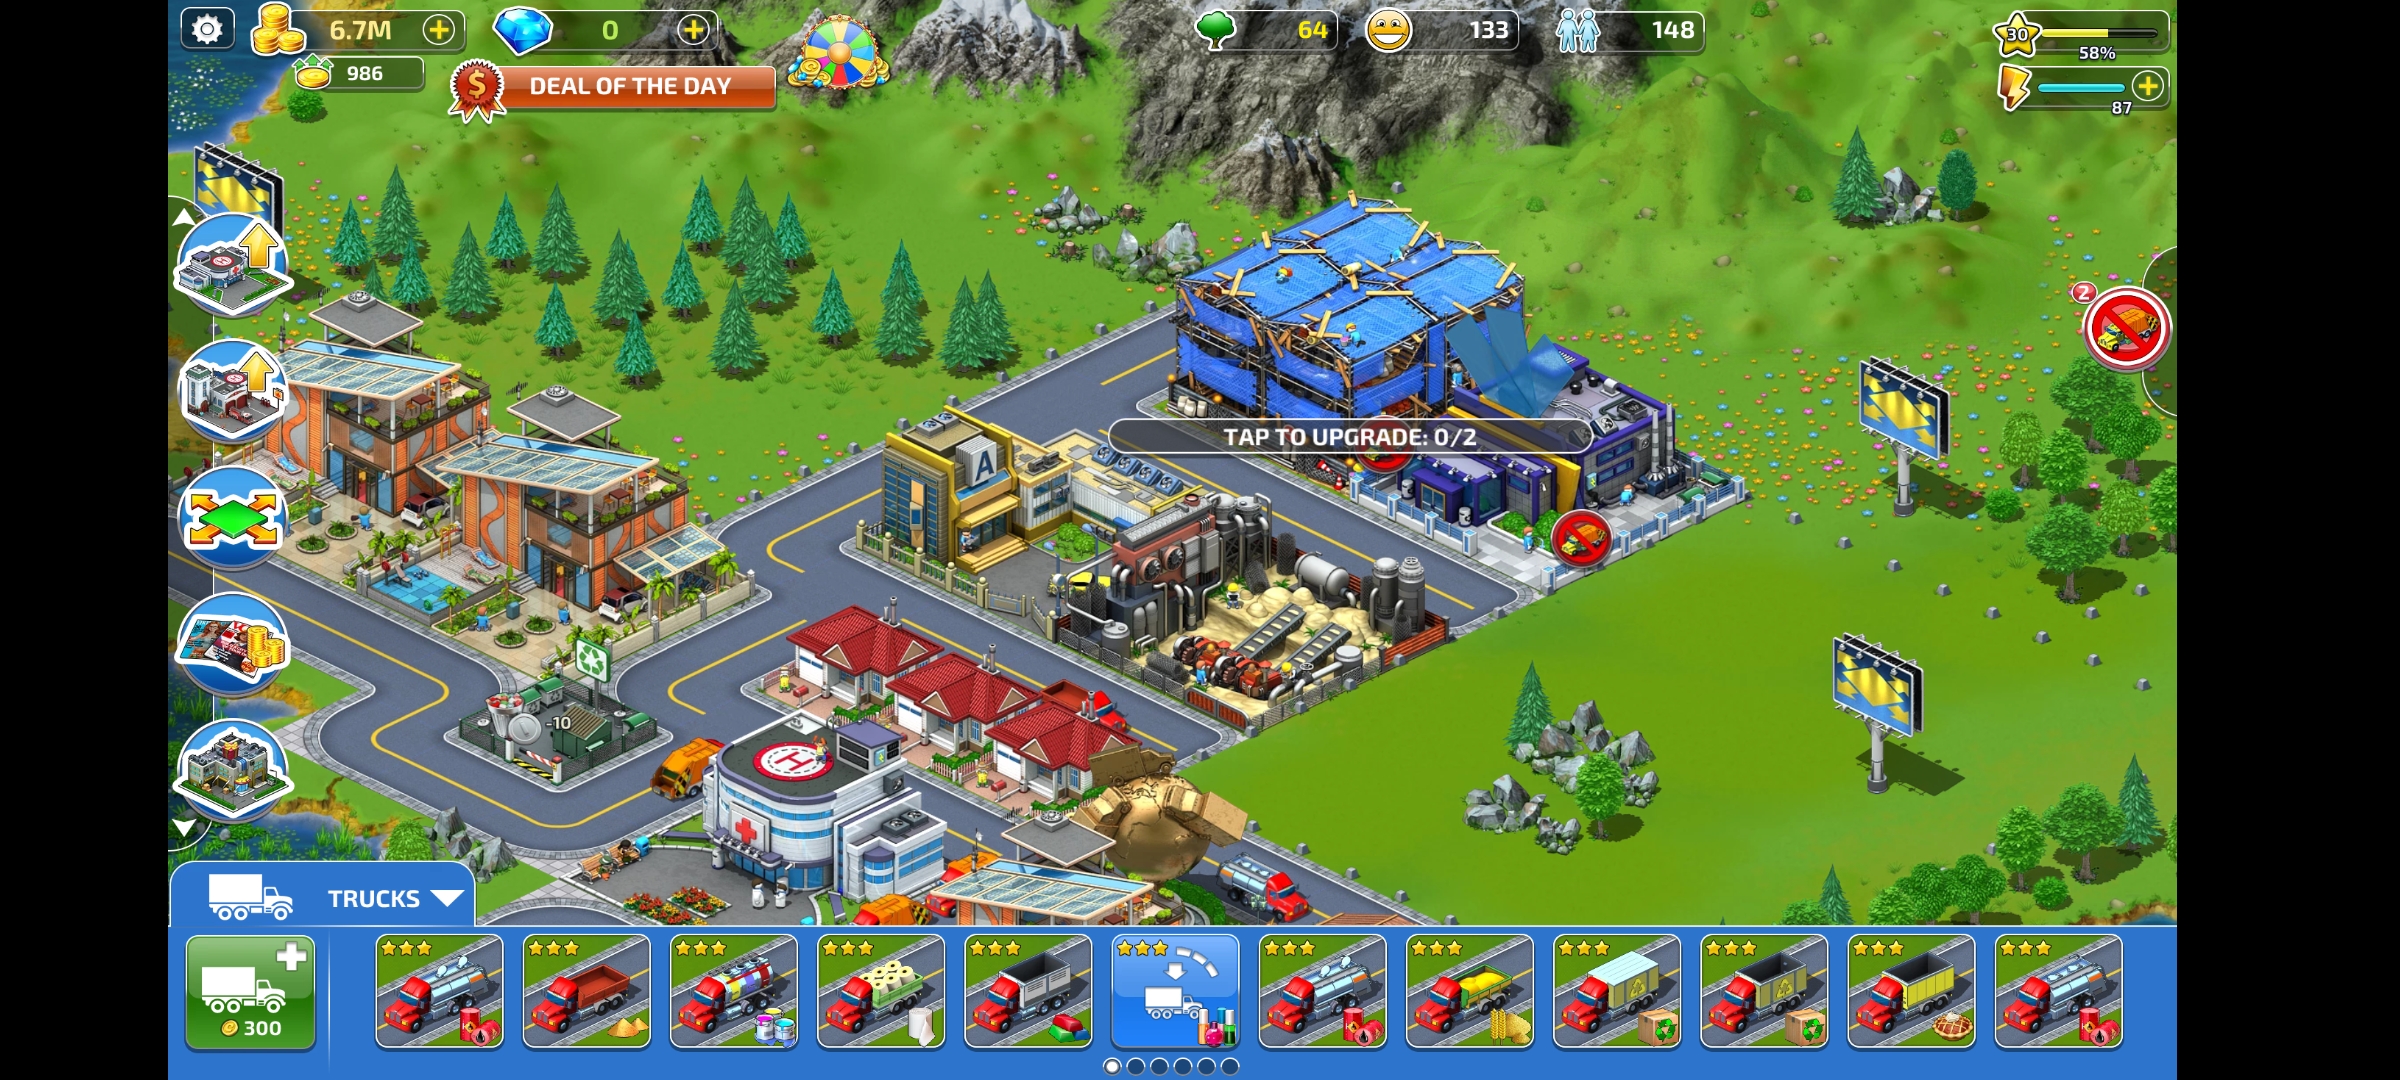 6.7M
0
64
133
148
30
58%
986
DEAL OF THE DAY
87
2
TAP TO UPGRADE: 0/2
A
-10
H
TRUCKS
300